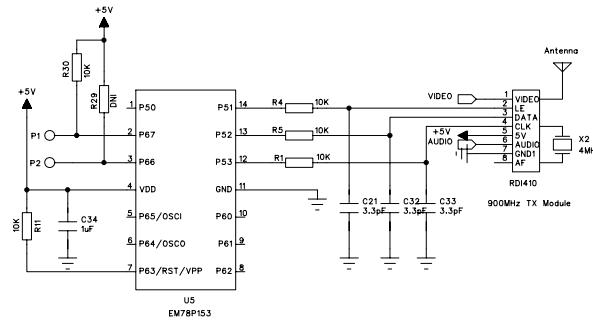 +5V
R30
10K
R29
DNI
+5V
P1
P2
R11
10K
C34
1uF
1 P50
2 P67
3 P66
4 VDD
5 P65/OSCI
6 P64/OSCO
7 P63/RST/VPP
P51 14
P52 13
P53 12
GND 11
P60 10
P61 9
P62 8
U5
EM78P153
R4 10K
R5 10K
R1 10K
C21
3.3pF
C32
3.3pF
C33
3.3pF
VIDEO
+5V
AUDIO
1 VIDEO
2 LE
3 DATA
4 CLK
5 5V
6 AUDIO
7 GND1
8 AF
RDI410
900MHz TX Module
Antenna
X2
4MH